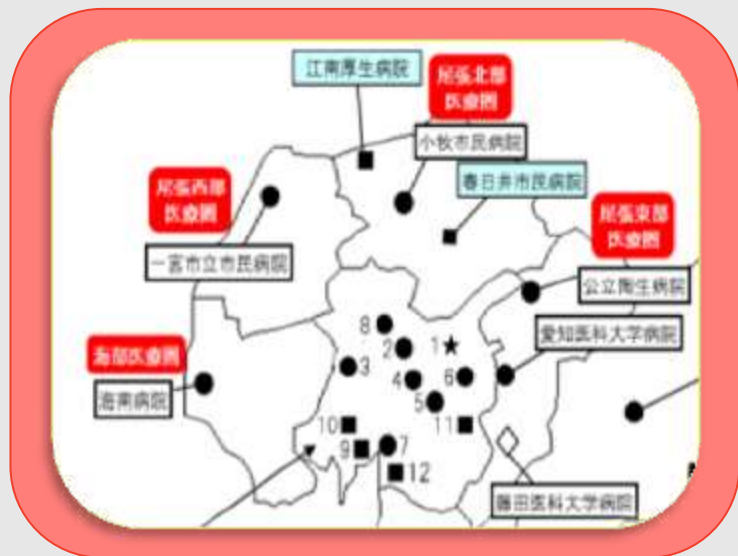 江南厚生病院
尾張北部
医療圏
小牧市民病院
春日井市民病院
尾張西部
医療圏
一宮市立市民病院
尾張東部
医療圏
公立陶生病院
愛知医科大学病院
海部医療圏
海南病院
8
2
1
3
4
6
5
10
11
9
7
12
藤田医科大学病院